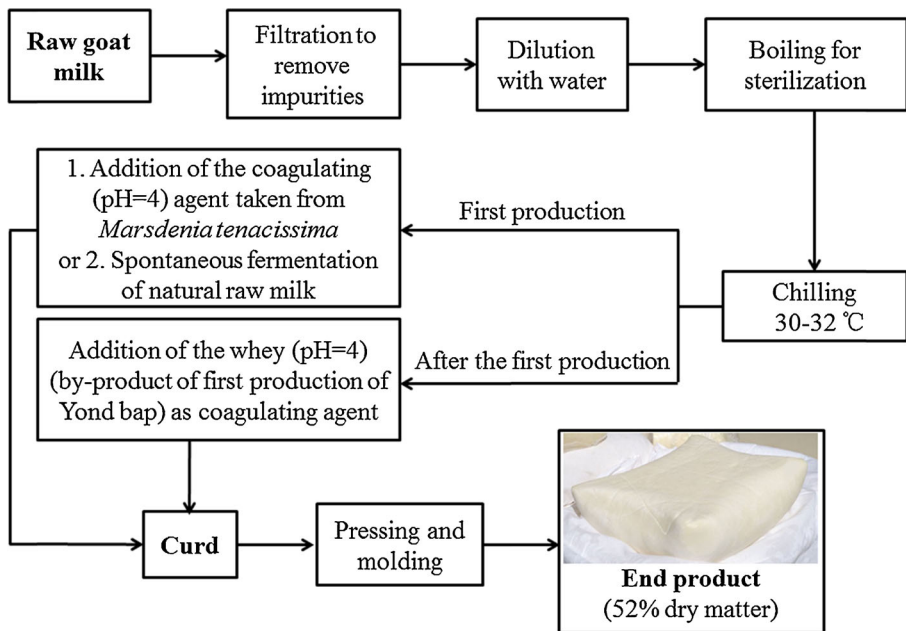 Raw goat
milk
Filtration to
remove
impurities
Dilution
with water
Boiling for
sterilization
1. Addition of the coagulating
(pH=4) agent taken from
Marsdenia tenacissima
or 2. Spontaneous fermentation
of natural raw milk
First production
Chilling
30-32 ℃
Addition of the whey (pH=4)
(by-product of first production of
Yond bap) as coagulating agent
After the first production
Curd
Pressing and
molding
End product
(52% dry matter)